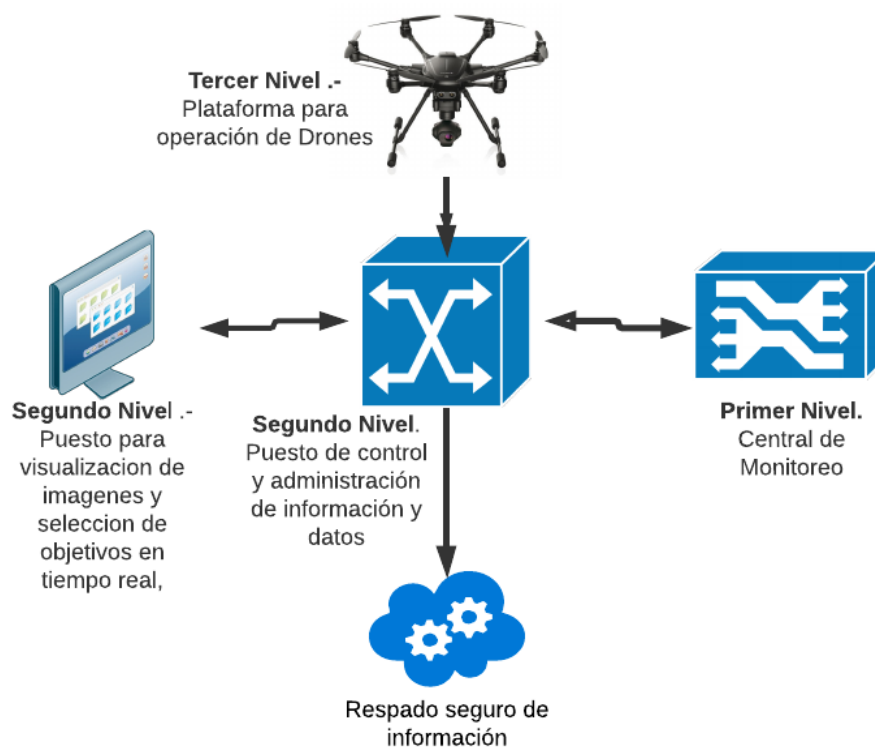 Tercer Nivel .-
Plataforma para
operación de Drones
Segundo Nivel .-
Puesto para
visualizacion de
imagenes y
seleccion de
objetivos en
tiempo real,
Segundo Nivel.
Puesto de control
y administración
de información y
datos
Primer Nivel.
Central de
Monitoreo
Respado seguro de
información